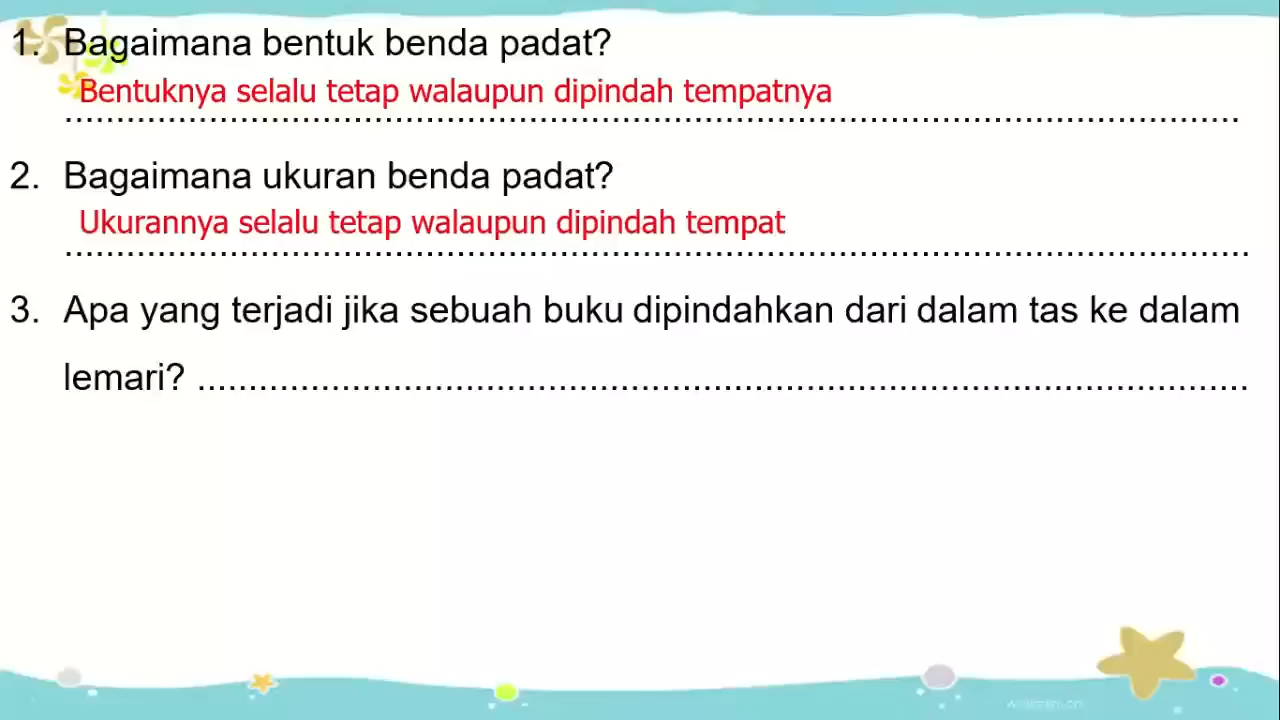 1. Bagaimana bentuk benda padat?
Bentuknya selalu tetap walaupun dipindah tempatnya
2. Bagaimana ukuran benda padat?
Ukurannya selalu tetap walaupun dipindah tempat
3. Apa yang terjadi jika sebuah buku dipindahkan dari dalam tas ke dalam
lemari? ........................................................................................................